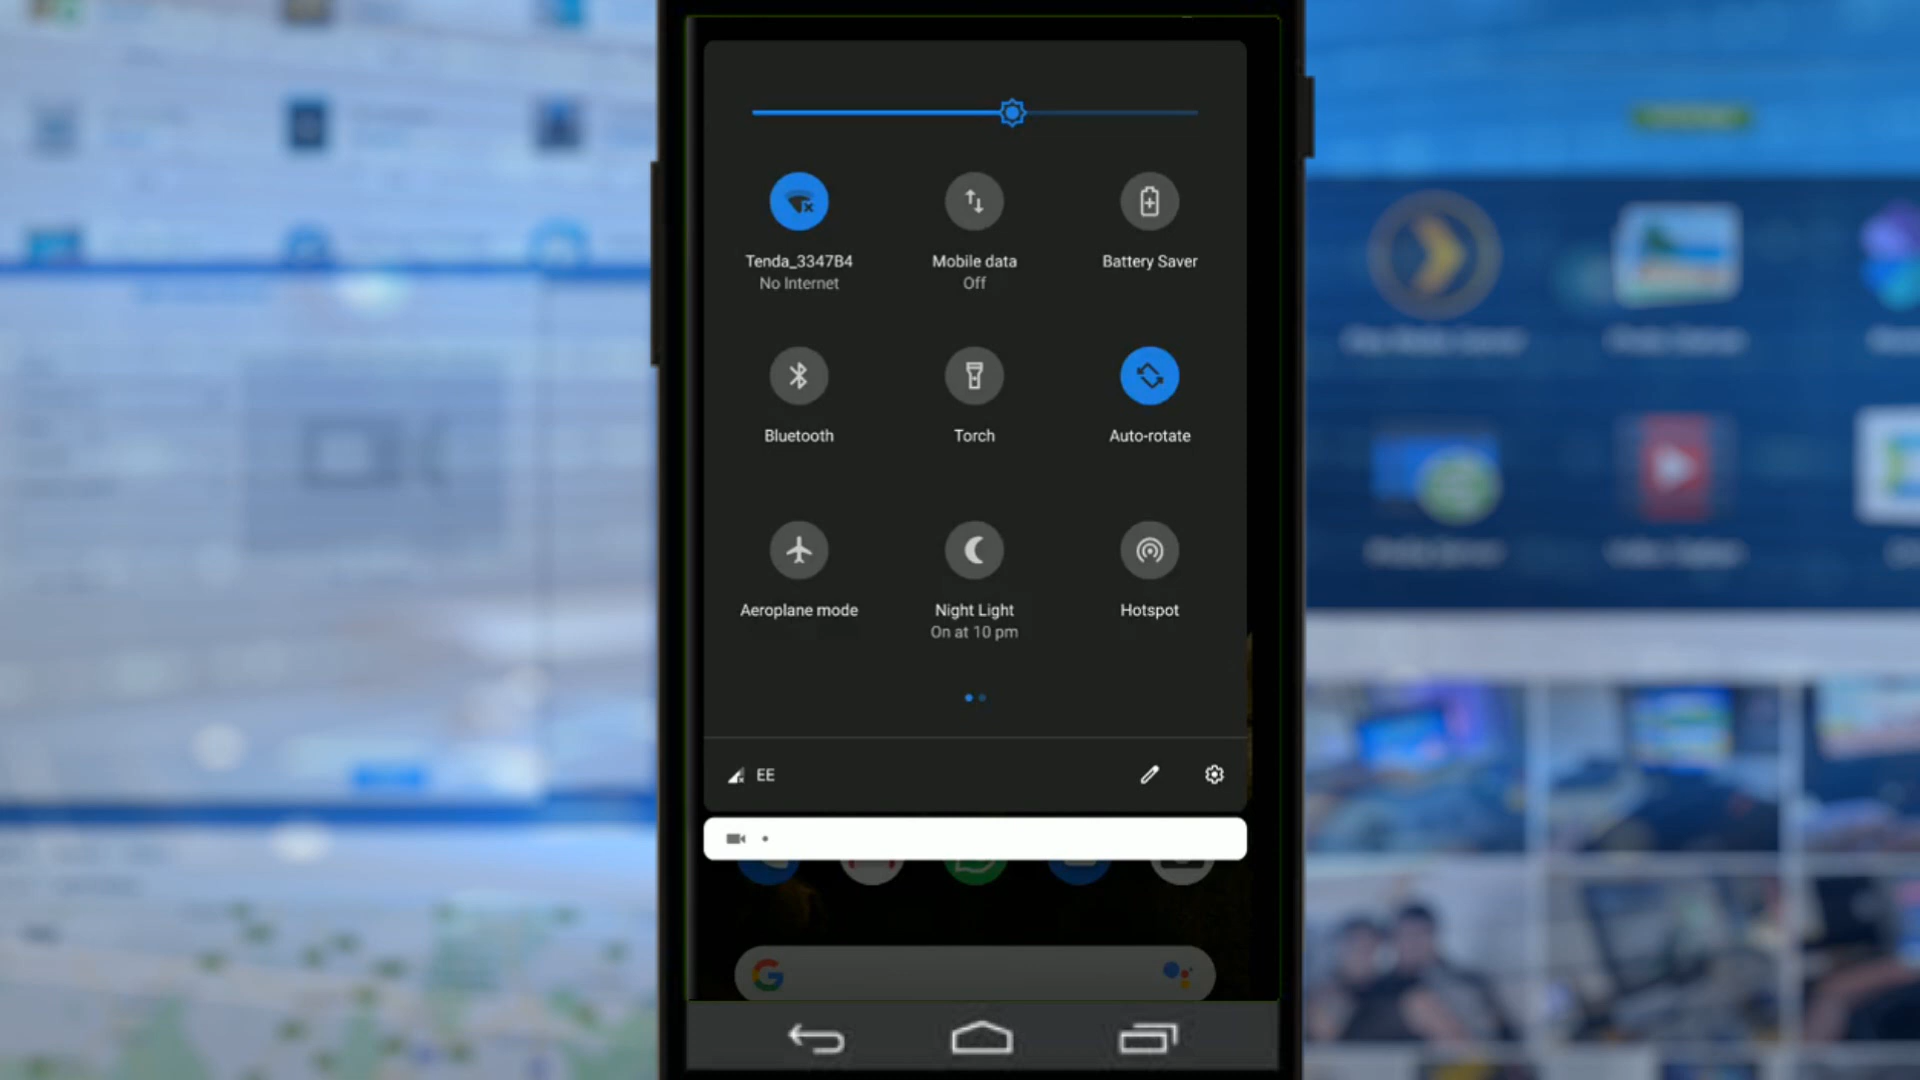 Tenda_3347B4
No Internet
Mobile data
Off
Battery Saver
Bluetooth
Torch
Auto-rotate
Aeroplane mode
Night Light
On at 10 pm
Hotspot
EE